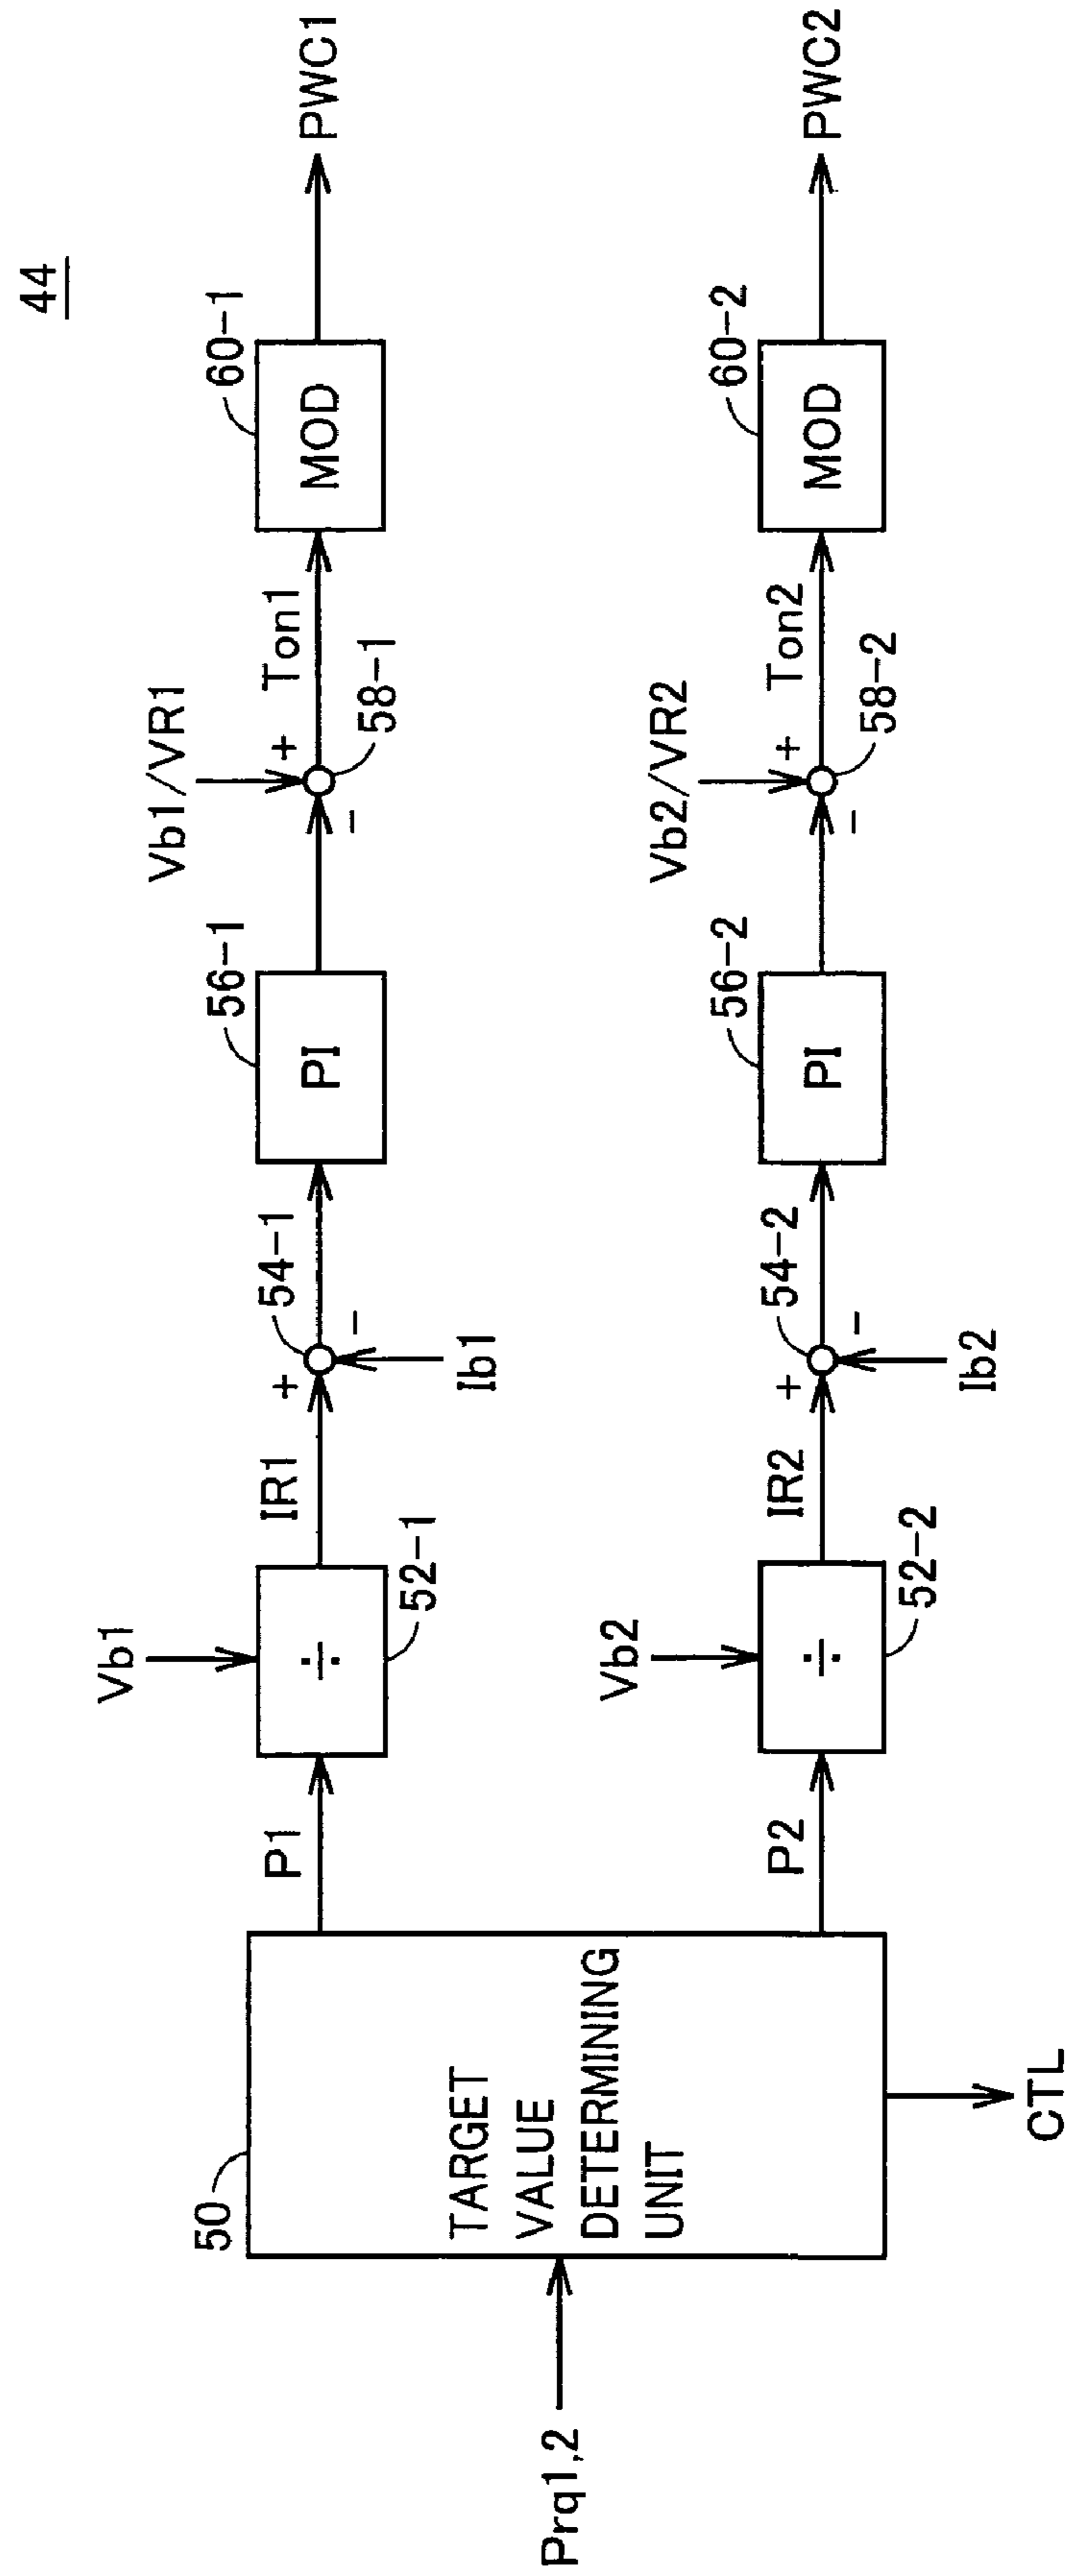 44
Prq1,2
50
TARGET
VALUE
DETERMINING
UNIT
CTL
P1
Vb1
÷
52-1
IR1
+
-
Ib1
54-1
PI
56-1
Vb1/VR1
+
-
58-1
Ton1
MOD
60-1
PWC1
P2
Vb2
÷
52-2
IR2
+
-
Ib2
54-2
PI
56-2
Vb2/VR2
+
-
58-2
Ton2
MOD
60-2
PWC2